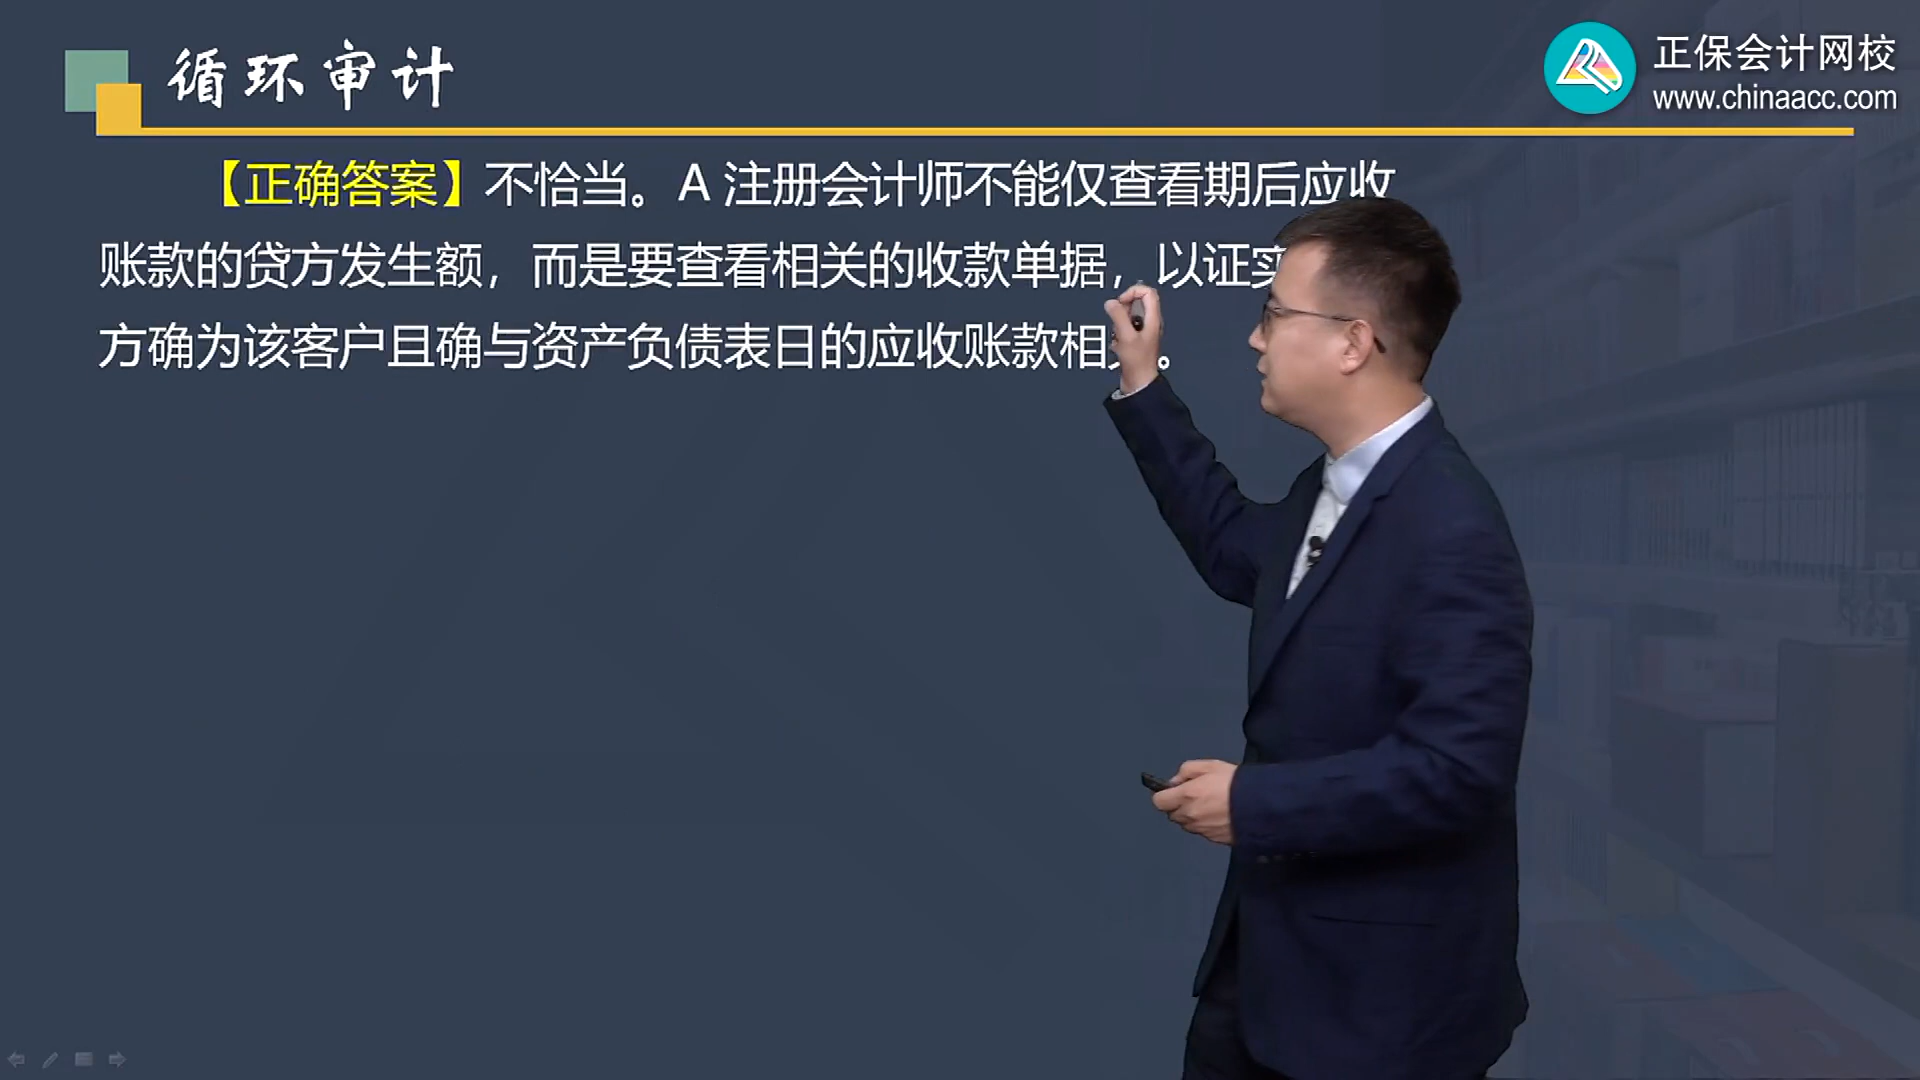 循环审计
正保会计网校
www.chinaacc.com
【正确答案】不恰当。A 注册会计师不能仅查看期后应收
账款的贷方发生额，而是要查看相关的收款单据，以证实
方确为该客户且确与资产负债表日的应收账款相